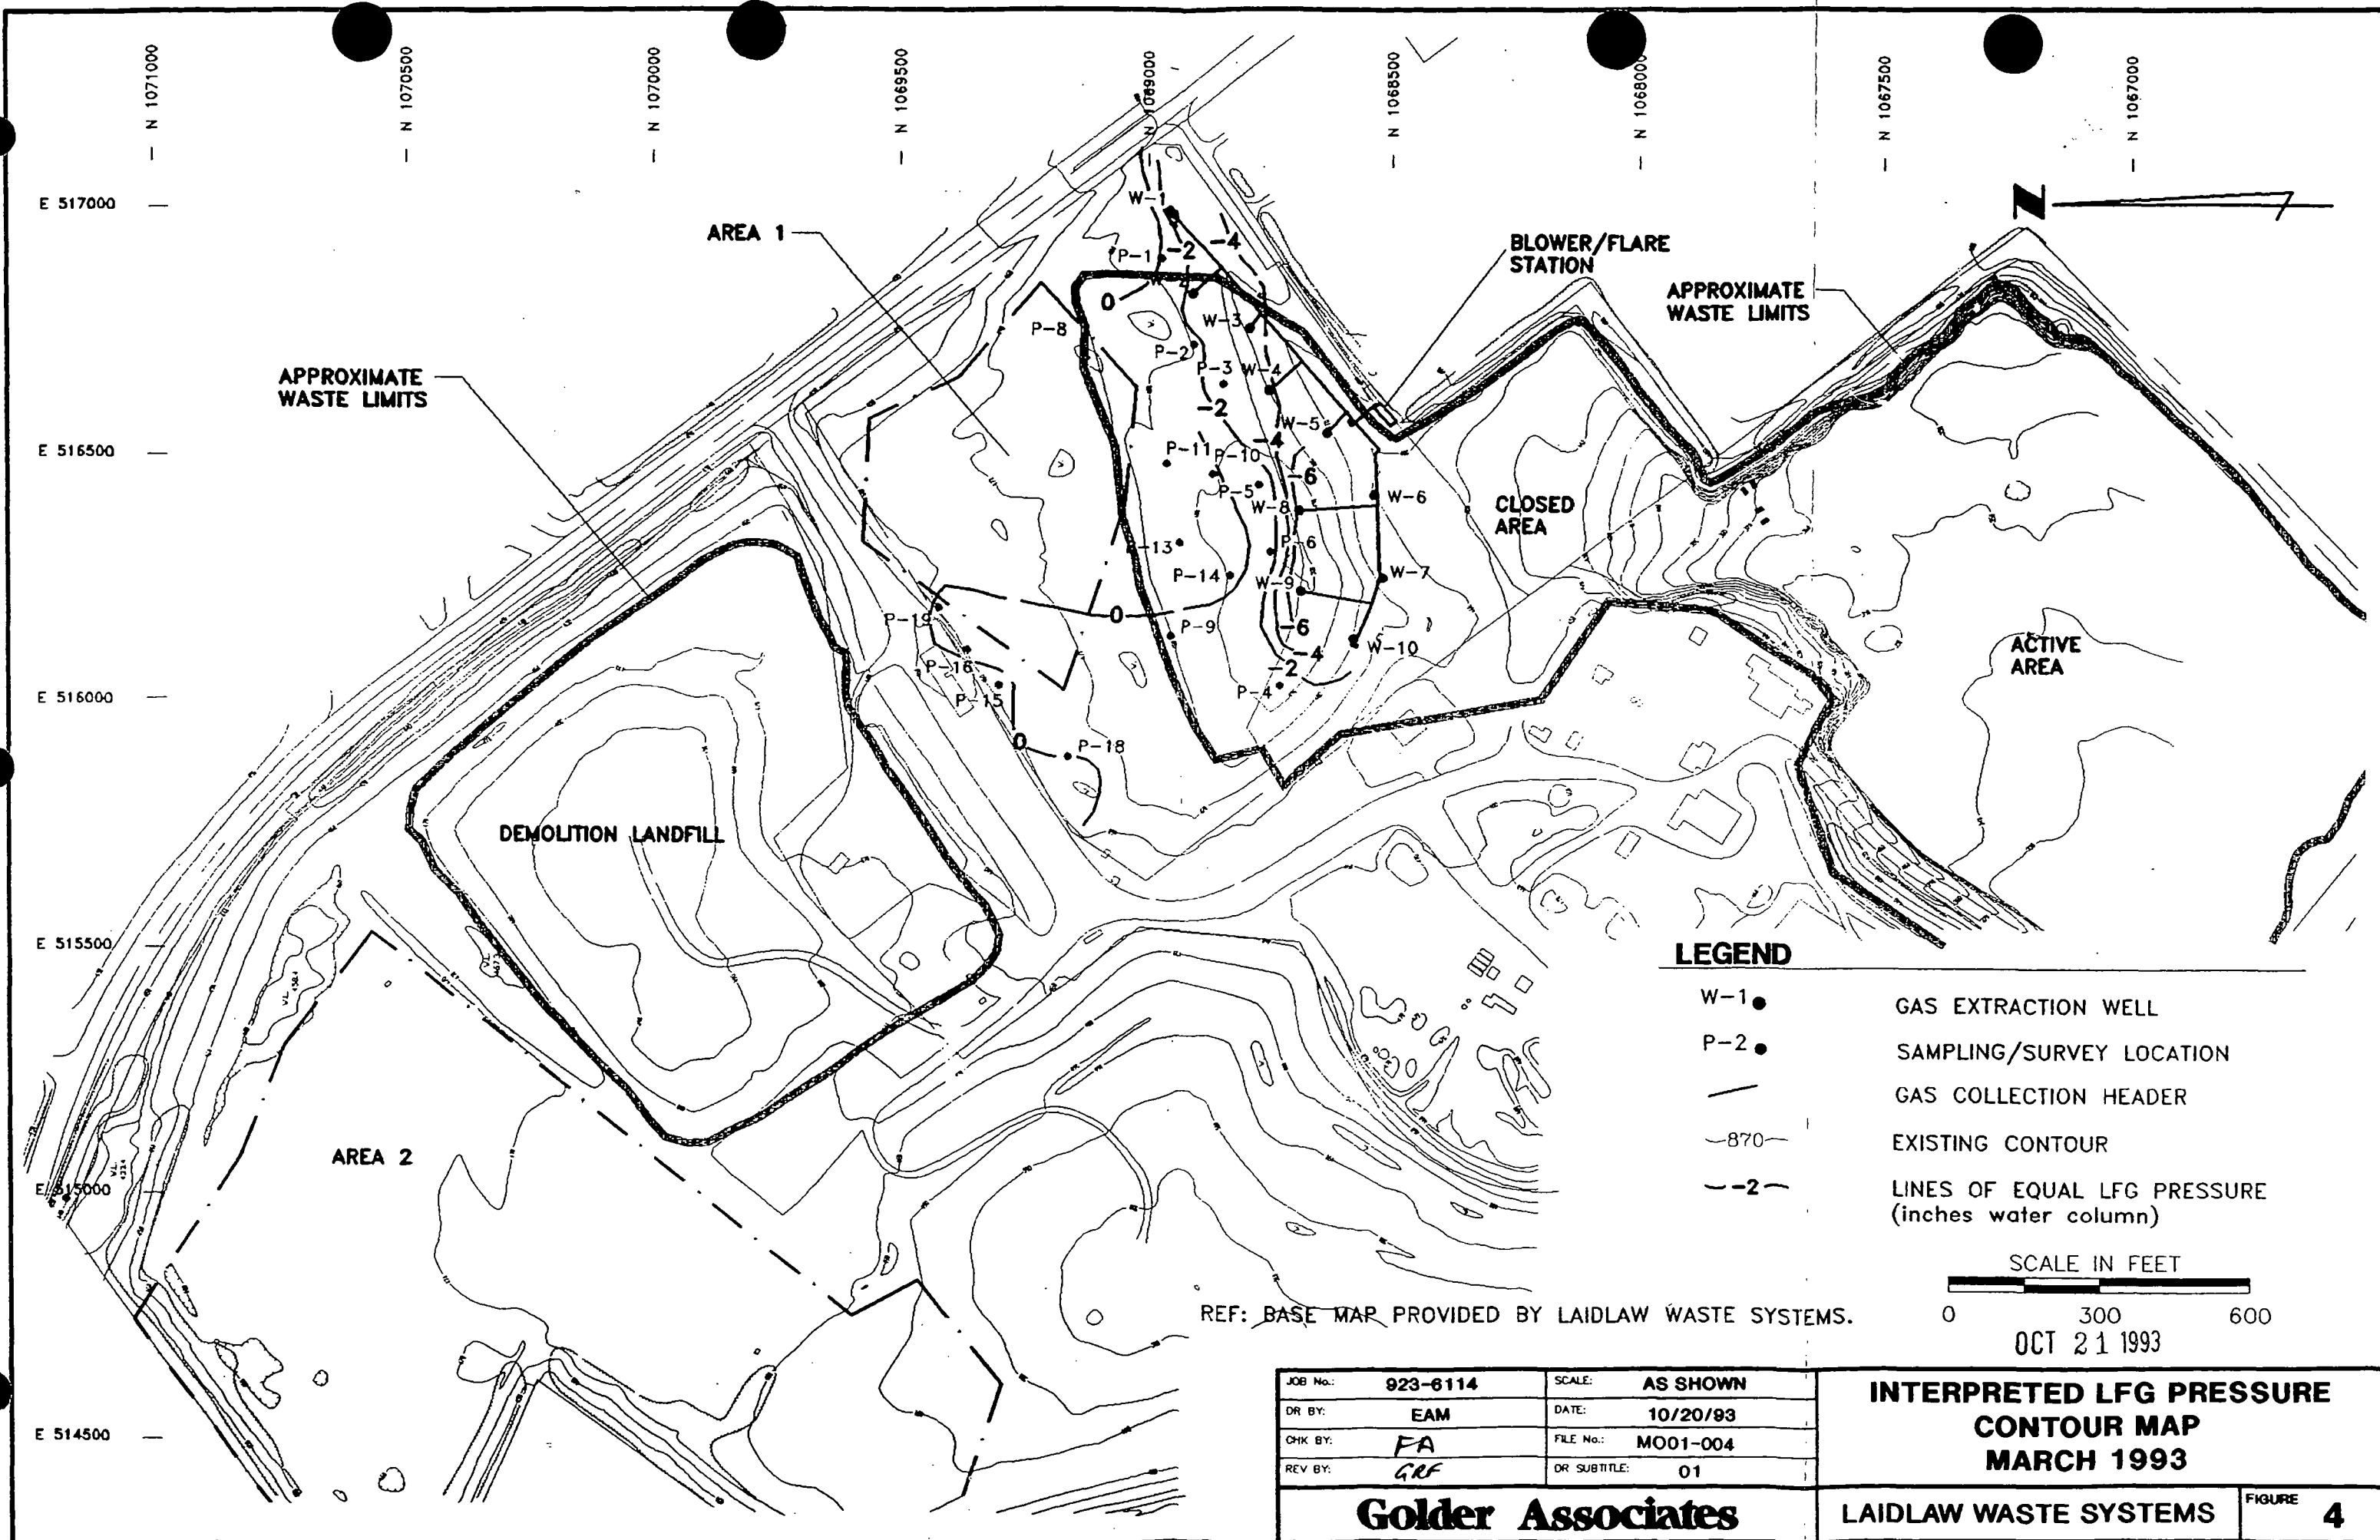 N 1071000
N 1070500
N 1070000
N 1069500
N 1069000
N 1068500
N 1068000
N 1067500
N 1067000
E 517000
E 516500
E 516000
E 515500
E 515000
E 514500
N
AREA 1
APPROXIMATE
WASTE LIMITS
BLOWER/FLARE
STATION
APPROXIMATE
WASTE LIMITS
W-1
-2
-4
P-1
W-2
0
P-8
W-3
P-2
P-3
W-4
-2
W-5
-4
P-11
P-10
-6
P-5
W-6
W-8
CLOSED
AREA
P-13
P-6
P-14
W-9
W-7
P-19
0
P-9
-6
W-10
-4
-2
P-16
P-4
P-15
0
P-18
ACTIVE
AREA
DEMOLITION LANDFILL
AREA 2
LEGEND
W-1 GAS EXTRACTION WELL
P-2 SAMPLING/SURVEY LOCATION
GAS COLLECTION HEADER
870 EXISTING CONTOUR
-2 LINES OF EQUAL LFG PRESSURE
(inches water column)
SCALE IN FEET
0 300 600
OCT 21 1993
REF: BASE MAP PROVIDED BY LAIDLAW WASTE SYSTEMS.
JOB No.: 923-6114 SCALE: AS SHOWN
DR BY: EAM DATE: 10/20/93
CHK BY: FA FILE No.: MO01-004
REV BY: GRF DR SUBTITLE: 01
Golder Associates
INTERPRETED LFG PRESSURE
CONTOUR MAP
MARCH 1993
LAIDLAW WASTE SYSTEMS
FIGURE 4